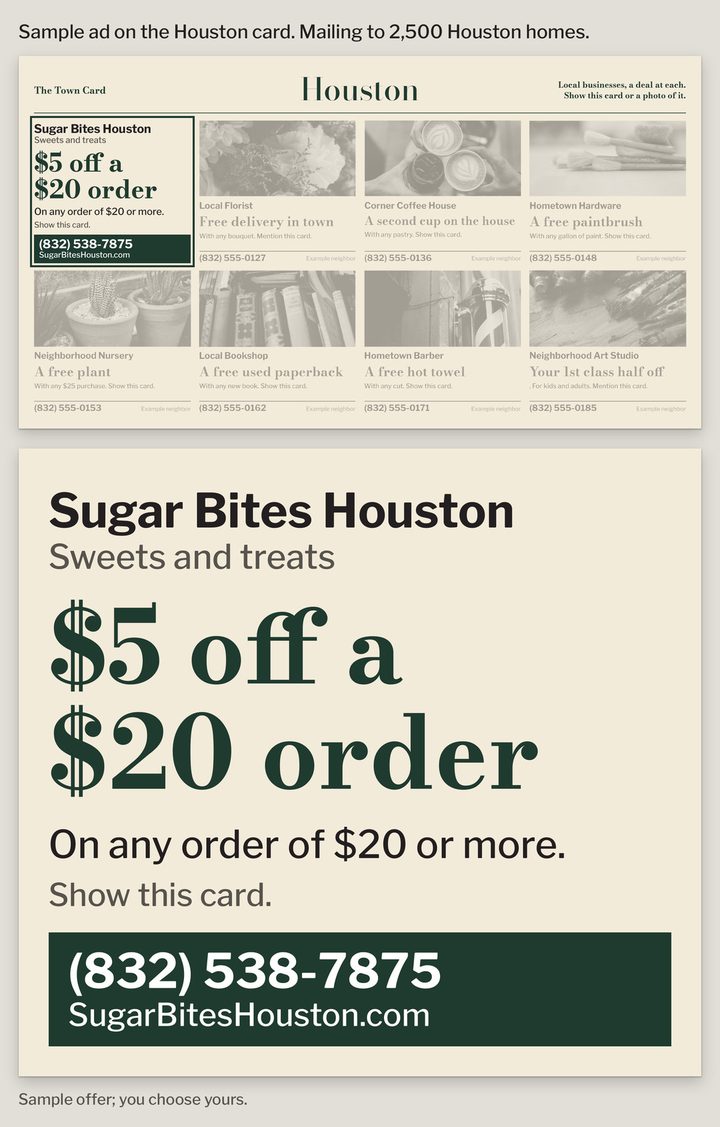 Sample ad on the Houston card. Mailing to 2,500 Houston homes.
The Town Card
Houston
Local businesses, a deal at each.
Show this card or a photo of it.
Sugar Bites Houston
Sweets and treats
$5 off a
$20 order
On any order of $20 or more.
Show this card.
(832) 538-7875
SugarBitesHouston.com
Local Florist
Free delivery in town
With any bouquet. Mention this card.
(832) 555-0127
Example neighbor
Corner Coffee House
A second cup on the house
With any pastry. Show this card.
(832) 555-0136
Example neighbor
Hometown Hardware
A free paintbrush
With any gallon of paint. Show this card.
(832) 555-0148
Example neighbor
Neighborhood Nursery
A free plant
With any $25 purchase. Show this card.
(832) 555-0153
Example neighbor
Local Bookshop
A free used paperback
With any new book. Show this card.
(832) 555-0162
Example neighbor
Hometown Barber
A free hot towel
With any cut. Show this card.
(832) 555-0171
Example neighbor
Neighborhood Art Studio
Your 1st class half off
For kids and adults. Mention this card.
(832) 555-0185
Example neighbor
Sugar Bites Houston
Sweets and treats
$5 off a
$20 order
On any order of $20 or more.
Show this card.
(832) 538-7875
SugarBitesHouston.com
Sample offer; you choose yours.